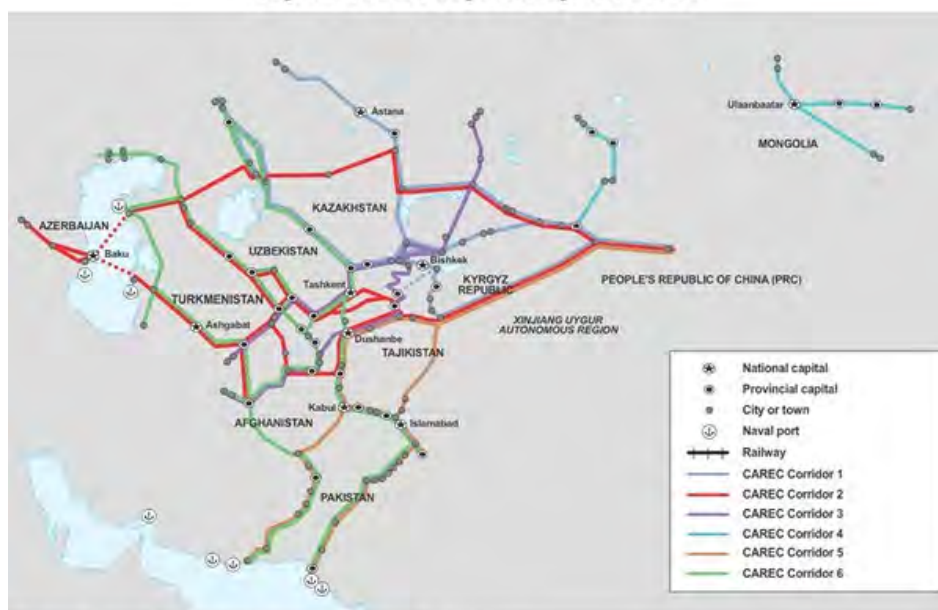 Astana
Ulaanbaatar
MONGOLIA
KAZAKHSTAN
AZERBAIJAN
Baku
UZBEKISTAN
Bishkek
KYRGYZ
REPUBLIC
PEOPLE'S REPUBLIC OF CHINA (PRC)
Tashkent
TURKMENISTAN
XINJIANG UYGUR
AUTONOMOUS REGION
Ashgabat
Dushanbe
TAJIKISTAN
Kabul
AFGHANISTAN
Islamabad
PAKISTAN
National capital
Provincial capital
City or town
Naval port
Railway
CAREC Corridor 1
CAREC Corridor 2
CAREC Corridor 3
CAREC Corridor 4
CAREC Corridor 5
CAREC Corridor 6